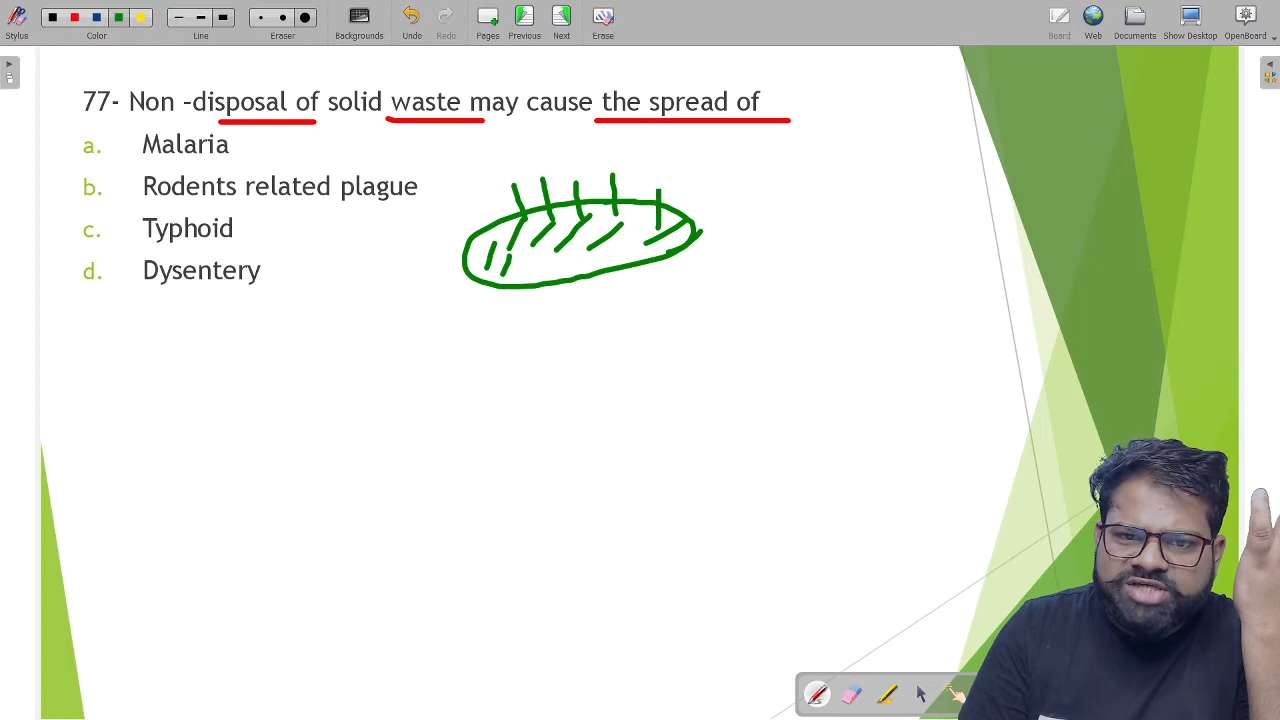 Stylus
Color
Line
Eraser
Backgrounds
Undo
Redo
Pages
Previous
Next
Erase
Board
Web
Documents
Show Desktop
OpenBoard
77- Non -disposal of solid waste may cause the spread of
a. Malaria
b. Rodents related plague
c. Typhoid
d. Dysentery